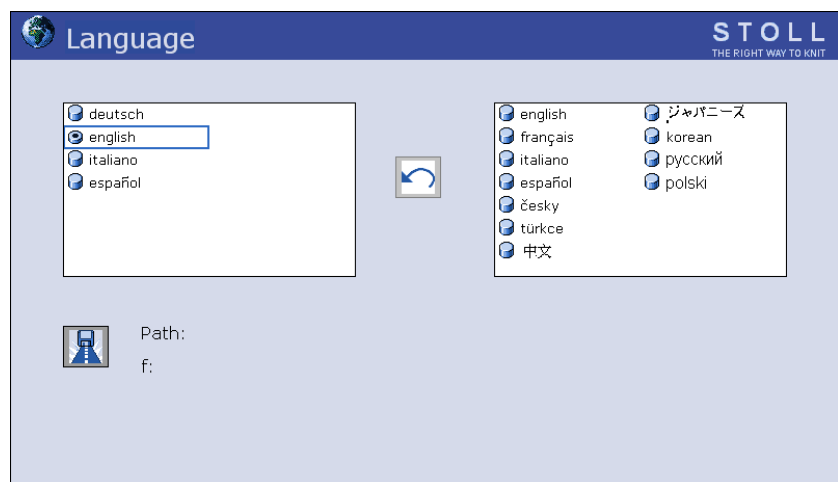 Language
STOLL
THE RIGHT WAY TO KNIT
deutsch
english
italiano
español
english
français
italiano
español
česky
türkce
中文
ジャパニーズ
korean
русский
polski
Path:
f: